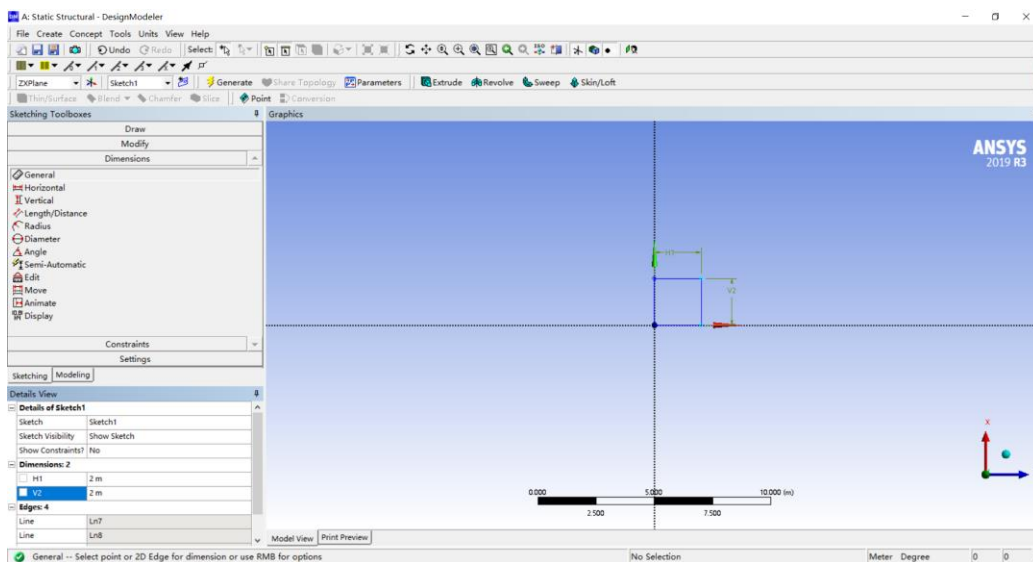 A: Static Structural - DesignModeler
File Create Concept Tools Units View Help
Undo Redo Select:
ZXPlane Sketch1 Generate Share Topology Parameters Extrude Revolve Sweep Skin/Loft
Thin/Surface Blend Chamfer Slice Point Conversion
Sketching Toolboxes
Draw
Modify
Dimensions
General
Horizontal
Vertical
Length/Distance
Radius
Diameter
Angle
Semi-Automatic
Edit
Move
Animate
Display
Constraints
Settings
Sketching Modeling
Details View
Details of Sketch1
Sketch Sketch1
Sketch Visibility Show Sketch
Show Constraints? No
Dimensions: 2
H1 2 m
V2 2 m
Edges: 4
Line Ln7
Line Ln8
Graphics
ANSYS
2019 R3
H1
V2
X
0.000 5.000 10.000 (m)
2.500 7.500
Model View Print Preview
General -- Select point or 2D Edge for dimension or use RMB for options No Selection Meter Degree 0 0